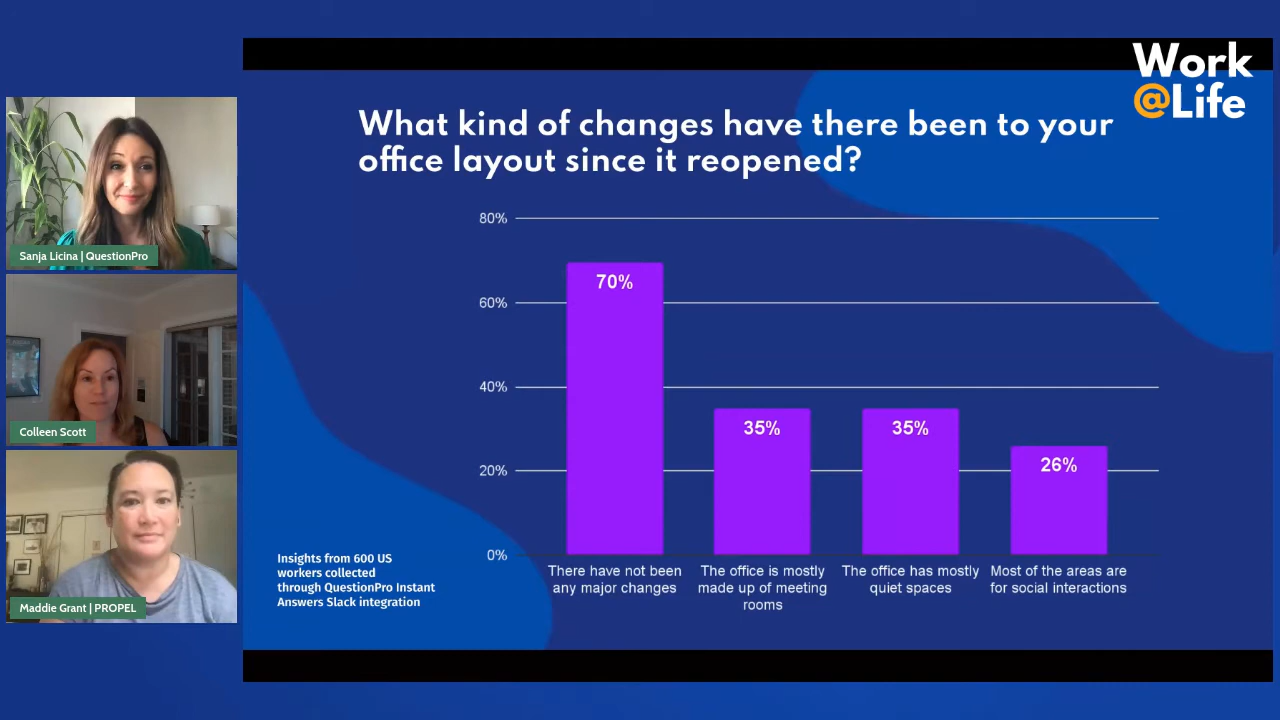 Work
@Life
What kind of changes have there been to your
office layout since it reopened?
80%
60%
40%
20%
0%
70%
35%
35%
26%
There have not been
any major changes
The office is mostly
made up of meeting
rooms
The office has mostly
quiet spaces
Most of the areas are
for social interactions
Insights from 600 US
workers collected
through QuestionPro Instant
Answers Slack integration
Sanja Licina | QuestionPro
Colleen Scott
Maddie Grant | PROPEL